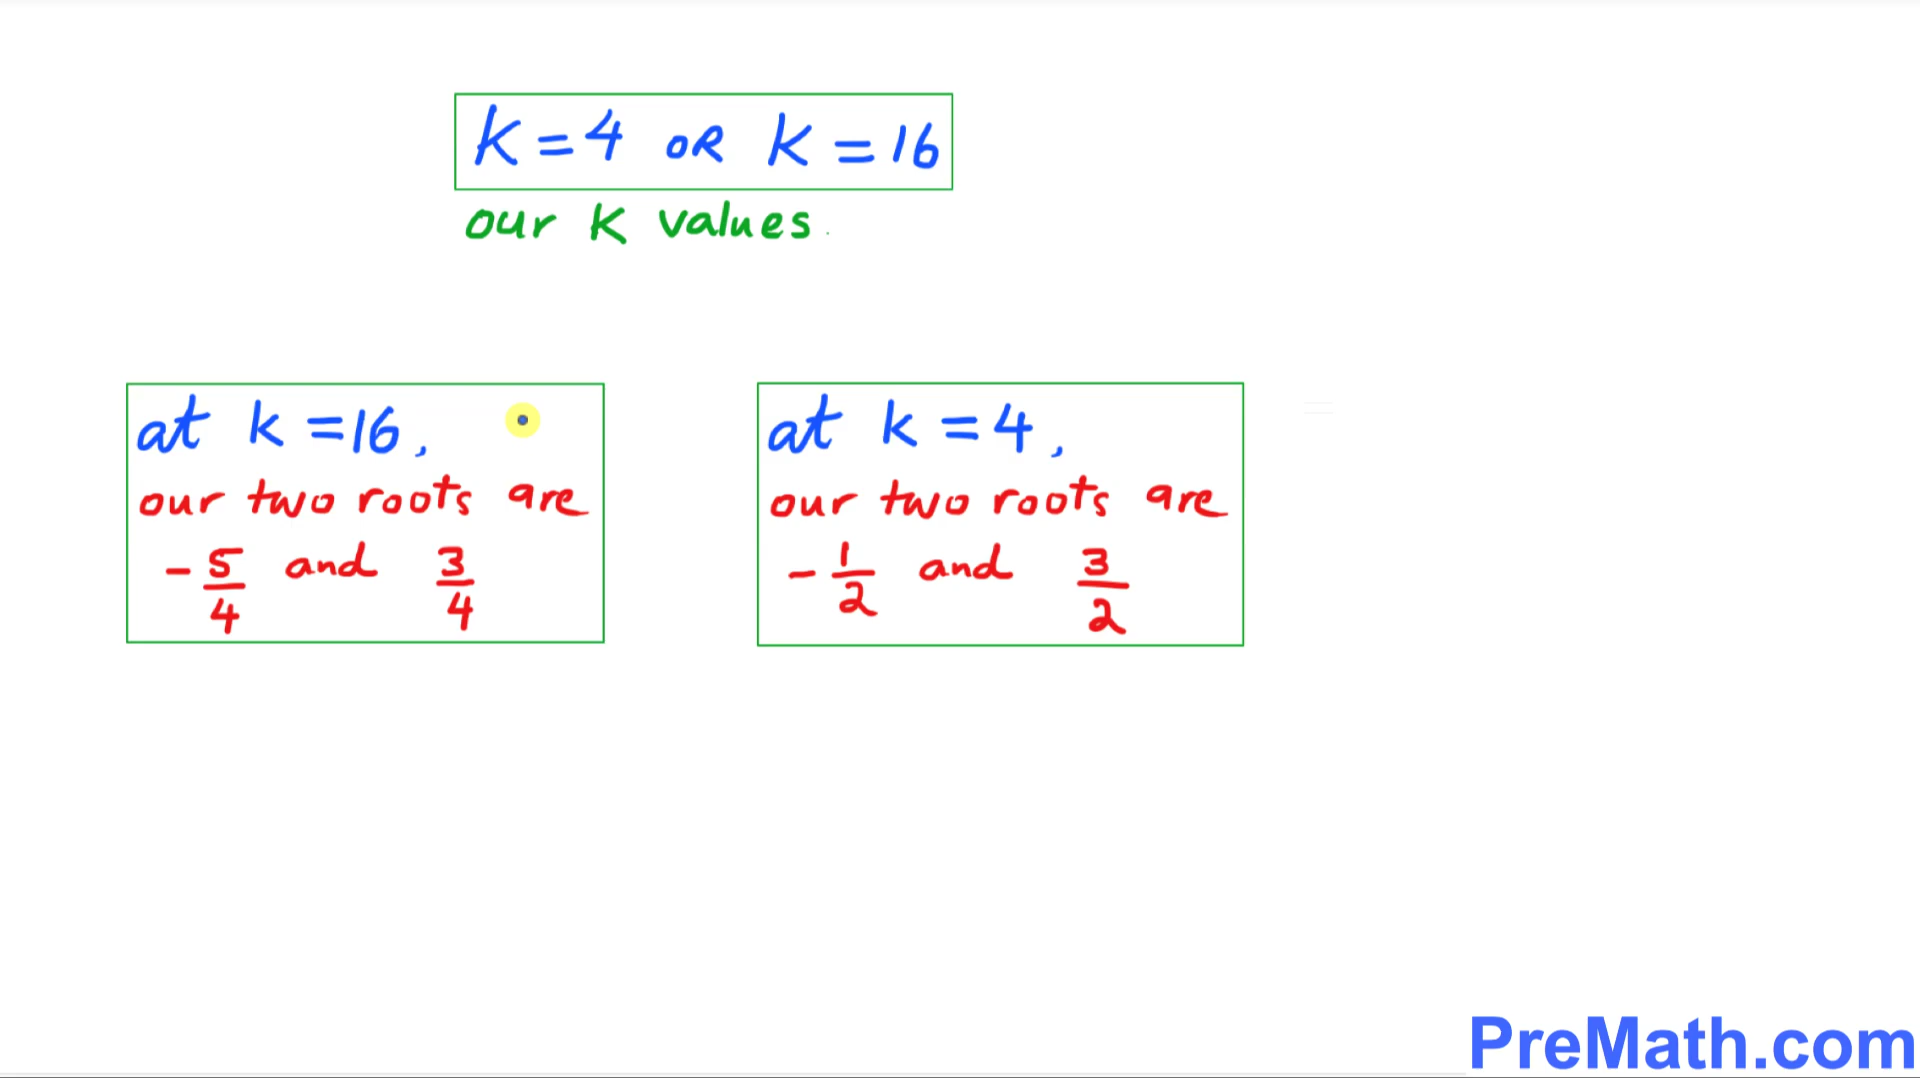 k = 4 OR k = 16
our k values.
at k = 16,
our two roots are
- 5/4 and 3/4
at k = 4,
our two roots are
- 1/2 and 3/2
PreMath.com